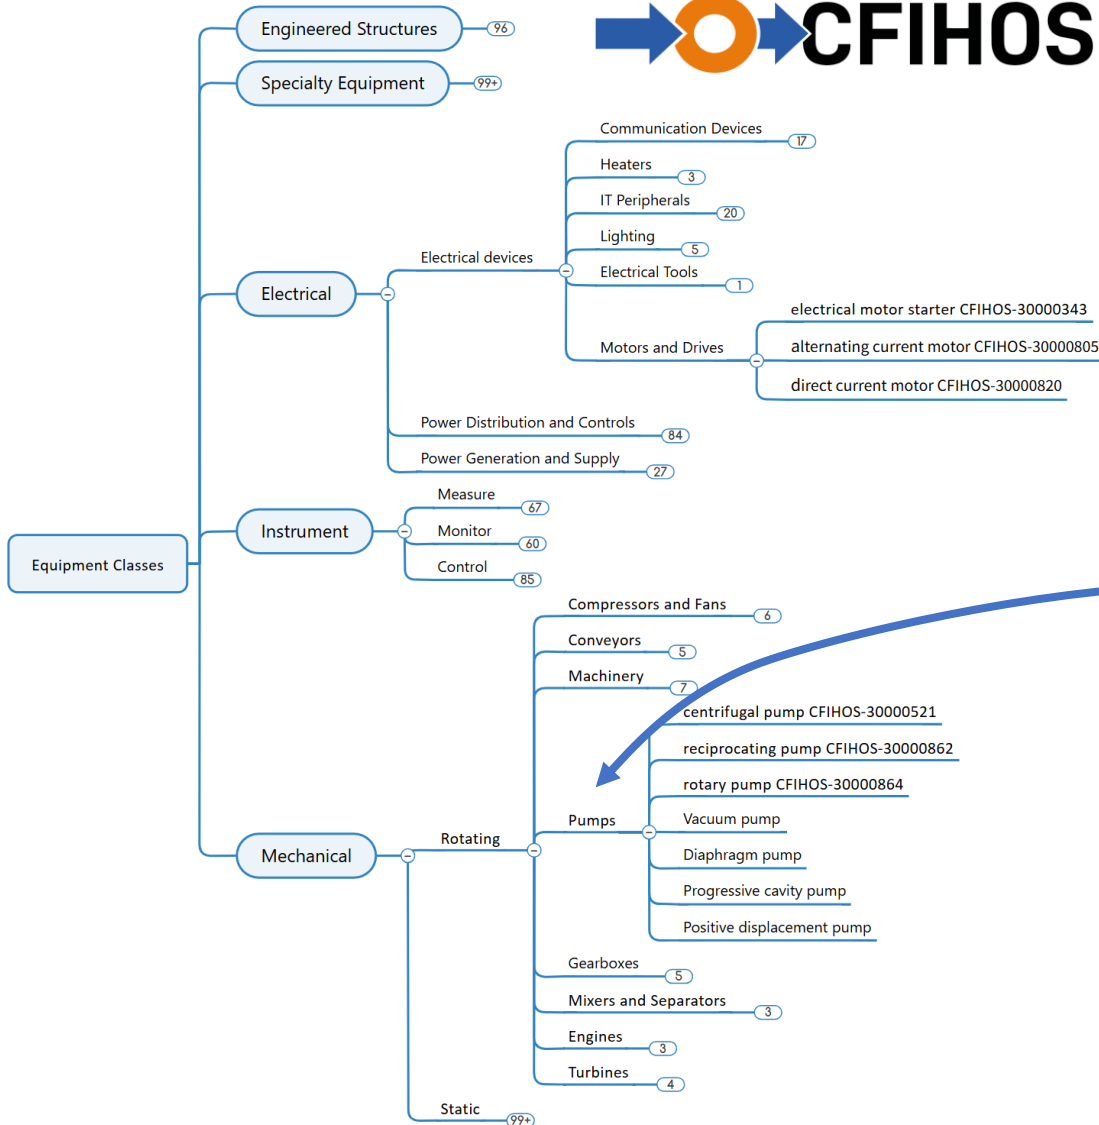 CFIHOS
Engineered Structures 96
Specialty Equipment 99+
Communication Devices 17
Heaters 3
IT Peripherals 20
Lighting 5
Electrical devices
Electrical Tools 1
Electrical
electrical motor starter CFIHOS-30000343
Motors and Drives
alternating current motor CFIHOS-30000805
direct current motor CFIHOS-30000820
Power Distribution and Controls 84
Power Generation and Supply 27
Measure 67
Instrument
Monitor 60
Control 85
Equipment Classes
Compressors and Fans 6
Conveyors 5
Machinery 7
centrifugal pump CFIHOS-30000521
reciprocating pump CFIHOS-30000862
rotary pump CFIHOS-30000864
Pumps
Vacuum pump
Rotating
Mechanical
Diaphragm pump
Progressive cavity pump
Positive displacement pump
Gearboxes 5
Mixers and Separators 3
Engines 3
Turbines 4
Static 99+